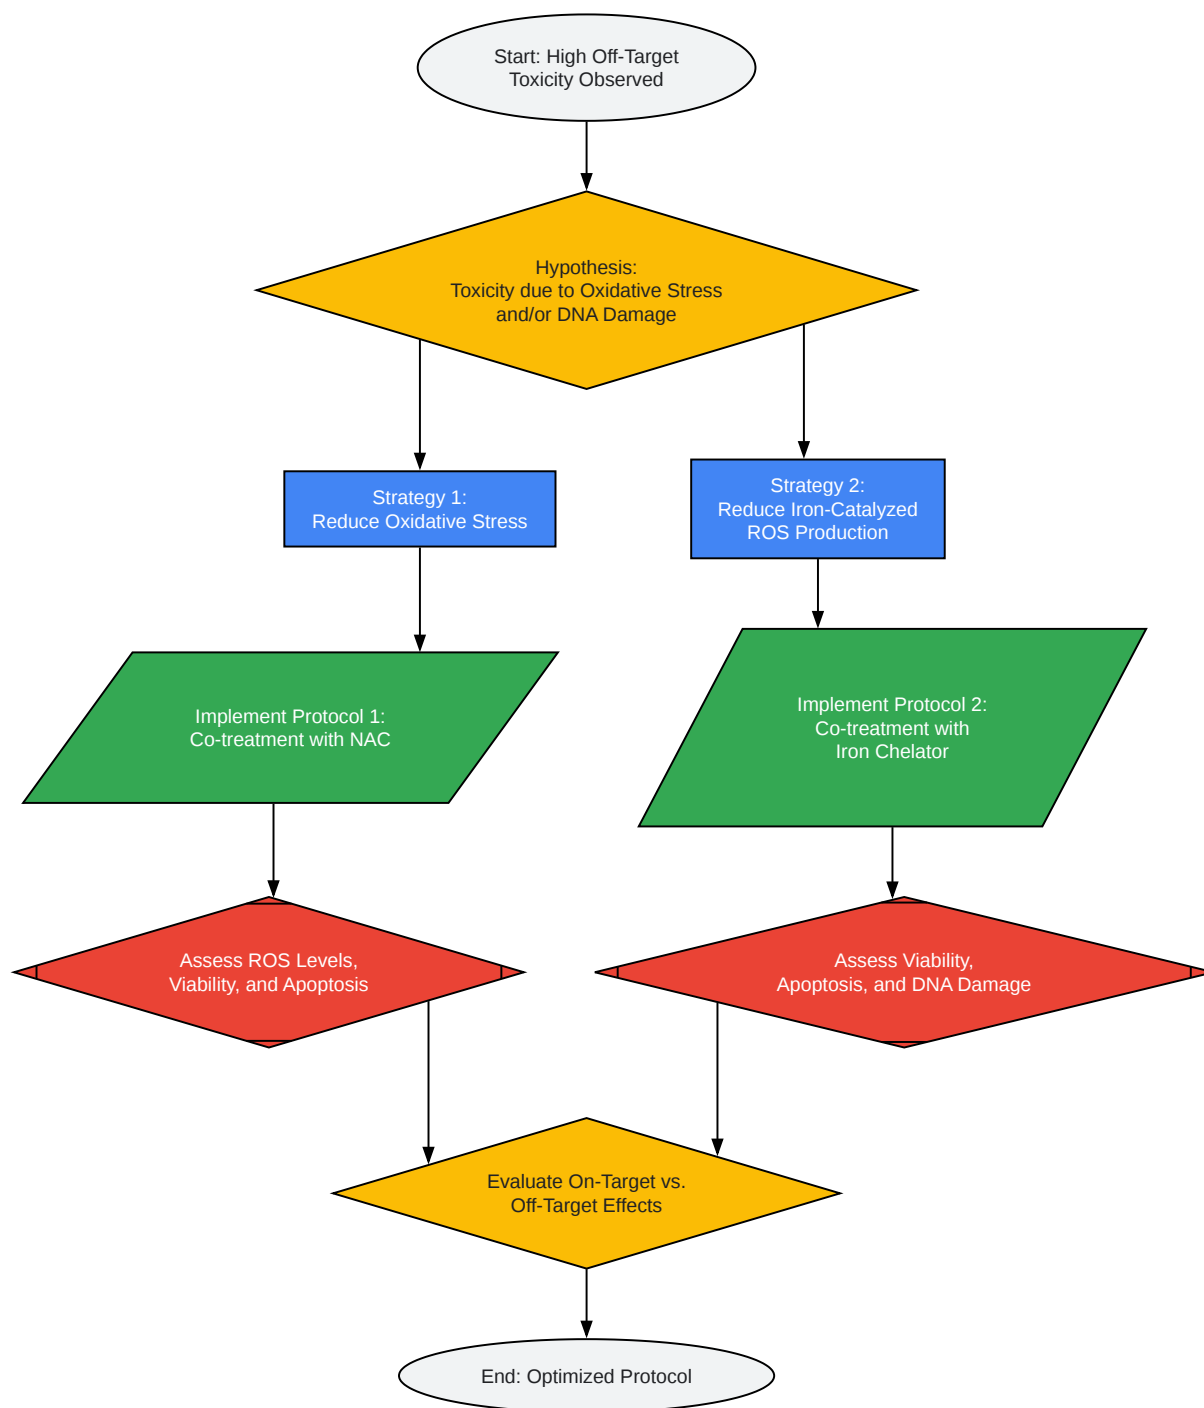 Start: High Off-Target
Toxicity Observed
Hypothesis:
Toxicity due to Oxidative Stress
and/or DNA Damage
Strategy 1:
Reduce Oxidative Stress
Strategy 2:
Reduce Iron-Catalyzed
ROS Production
Implement Protocol 1:
Co-treatment with NAC
Implement Protocol 2:
Co-treatment with
Iron Chelator
Assess ROS Levels,
Viability, and Apoptosis
Assess Viability,
Apoptosis, and DNA Damage
Evaluate On-Target vs.
Off-Target Effects
End: Optimized Protocol